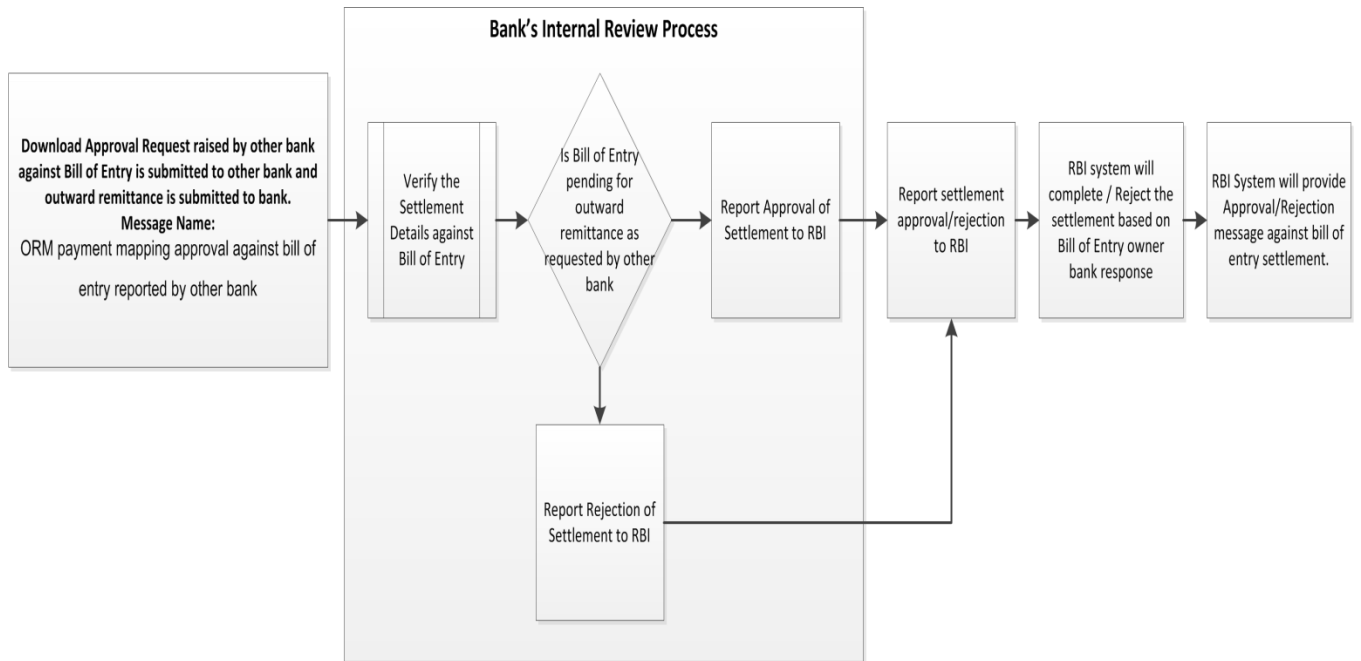 Bank's Internal Review Process
Download Approval Request raised by other bank
against Bill of Entry is submitted to other bank and
outward remittance is submitted to bank.
Message Name:
ORM payment mapping approval against bill of
entry reported by other bank
Verify the
Settlement
Details against
Bill of Entry
Is Bill of Entry
pending for
outward
remittance as
requested by other
bank
Report Approval of
Settlement to RBI
Report settlement
approval/rejection
to RBI
RBI system will
complete / Reject the
settlement based on
Bill of Entry owner
bank response
RBI System will provide
Approval/Rejection
message against bill of
entry settlement.
Report Rejection of
Settlement to RBI